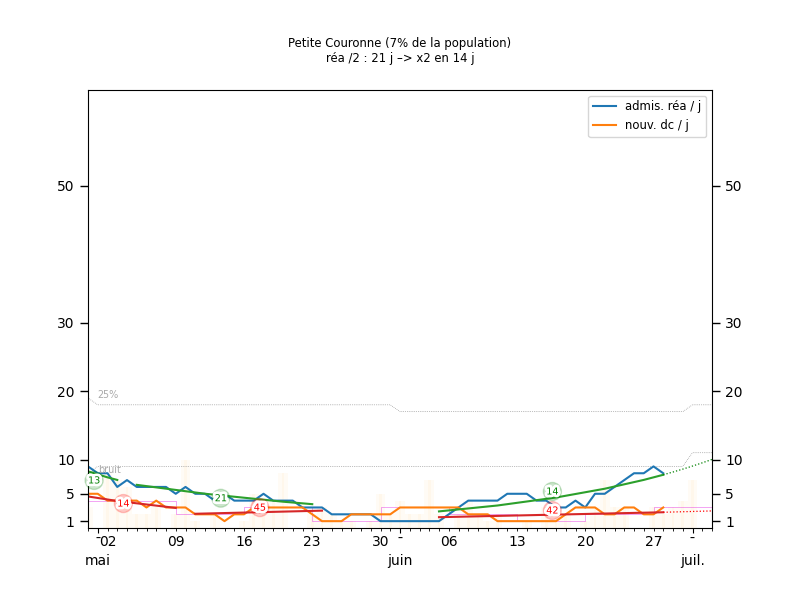 Petite Couronne (7% de la population)
réa /2 : 21 j –> x2 en 14 j
admis. réa / j
nouv. dc / j
50 50
30 30
20 20
25%
10 10
bruit
13
14
21
45
14
42
5 5
1 1
02 09 16 23 30 06 13 20 27
mai juin juil.